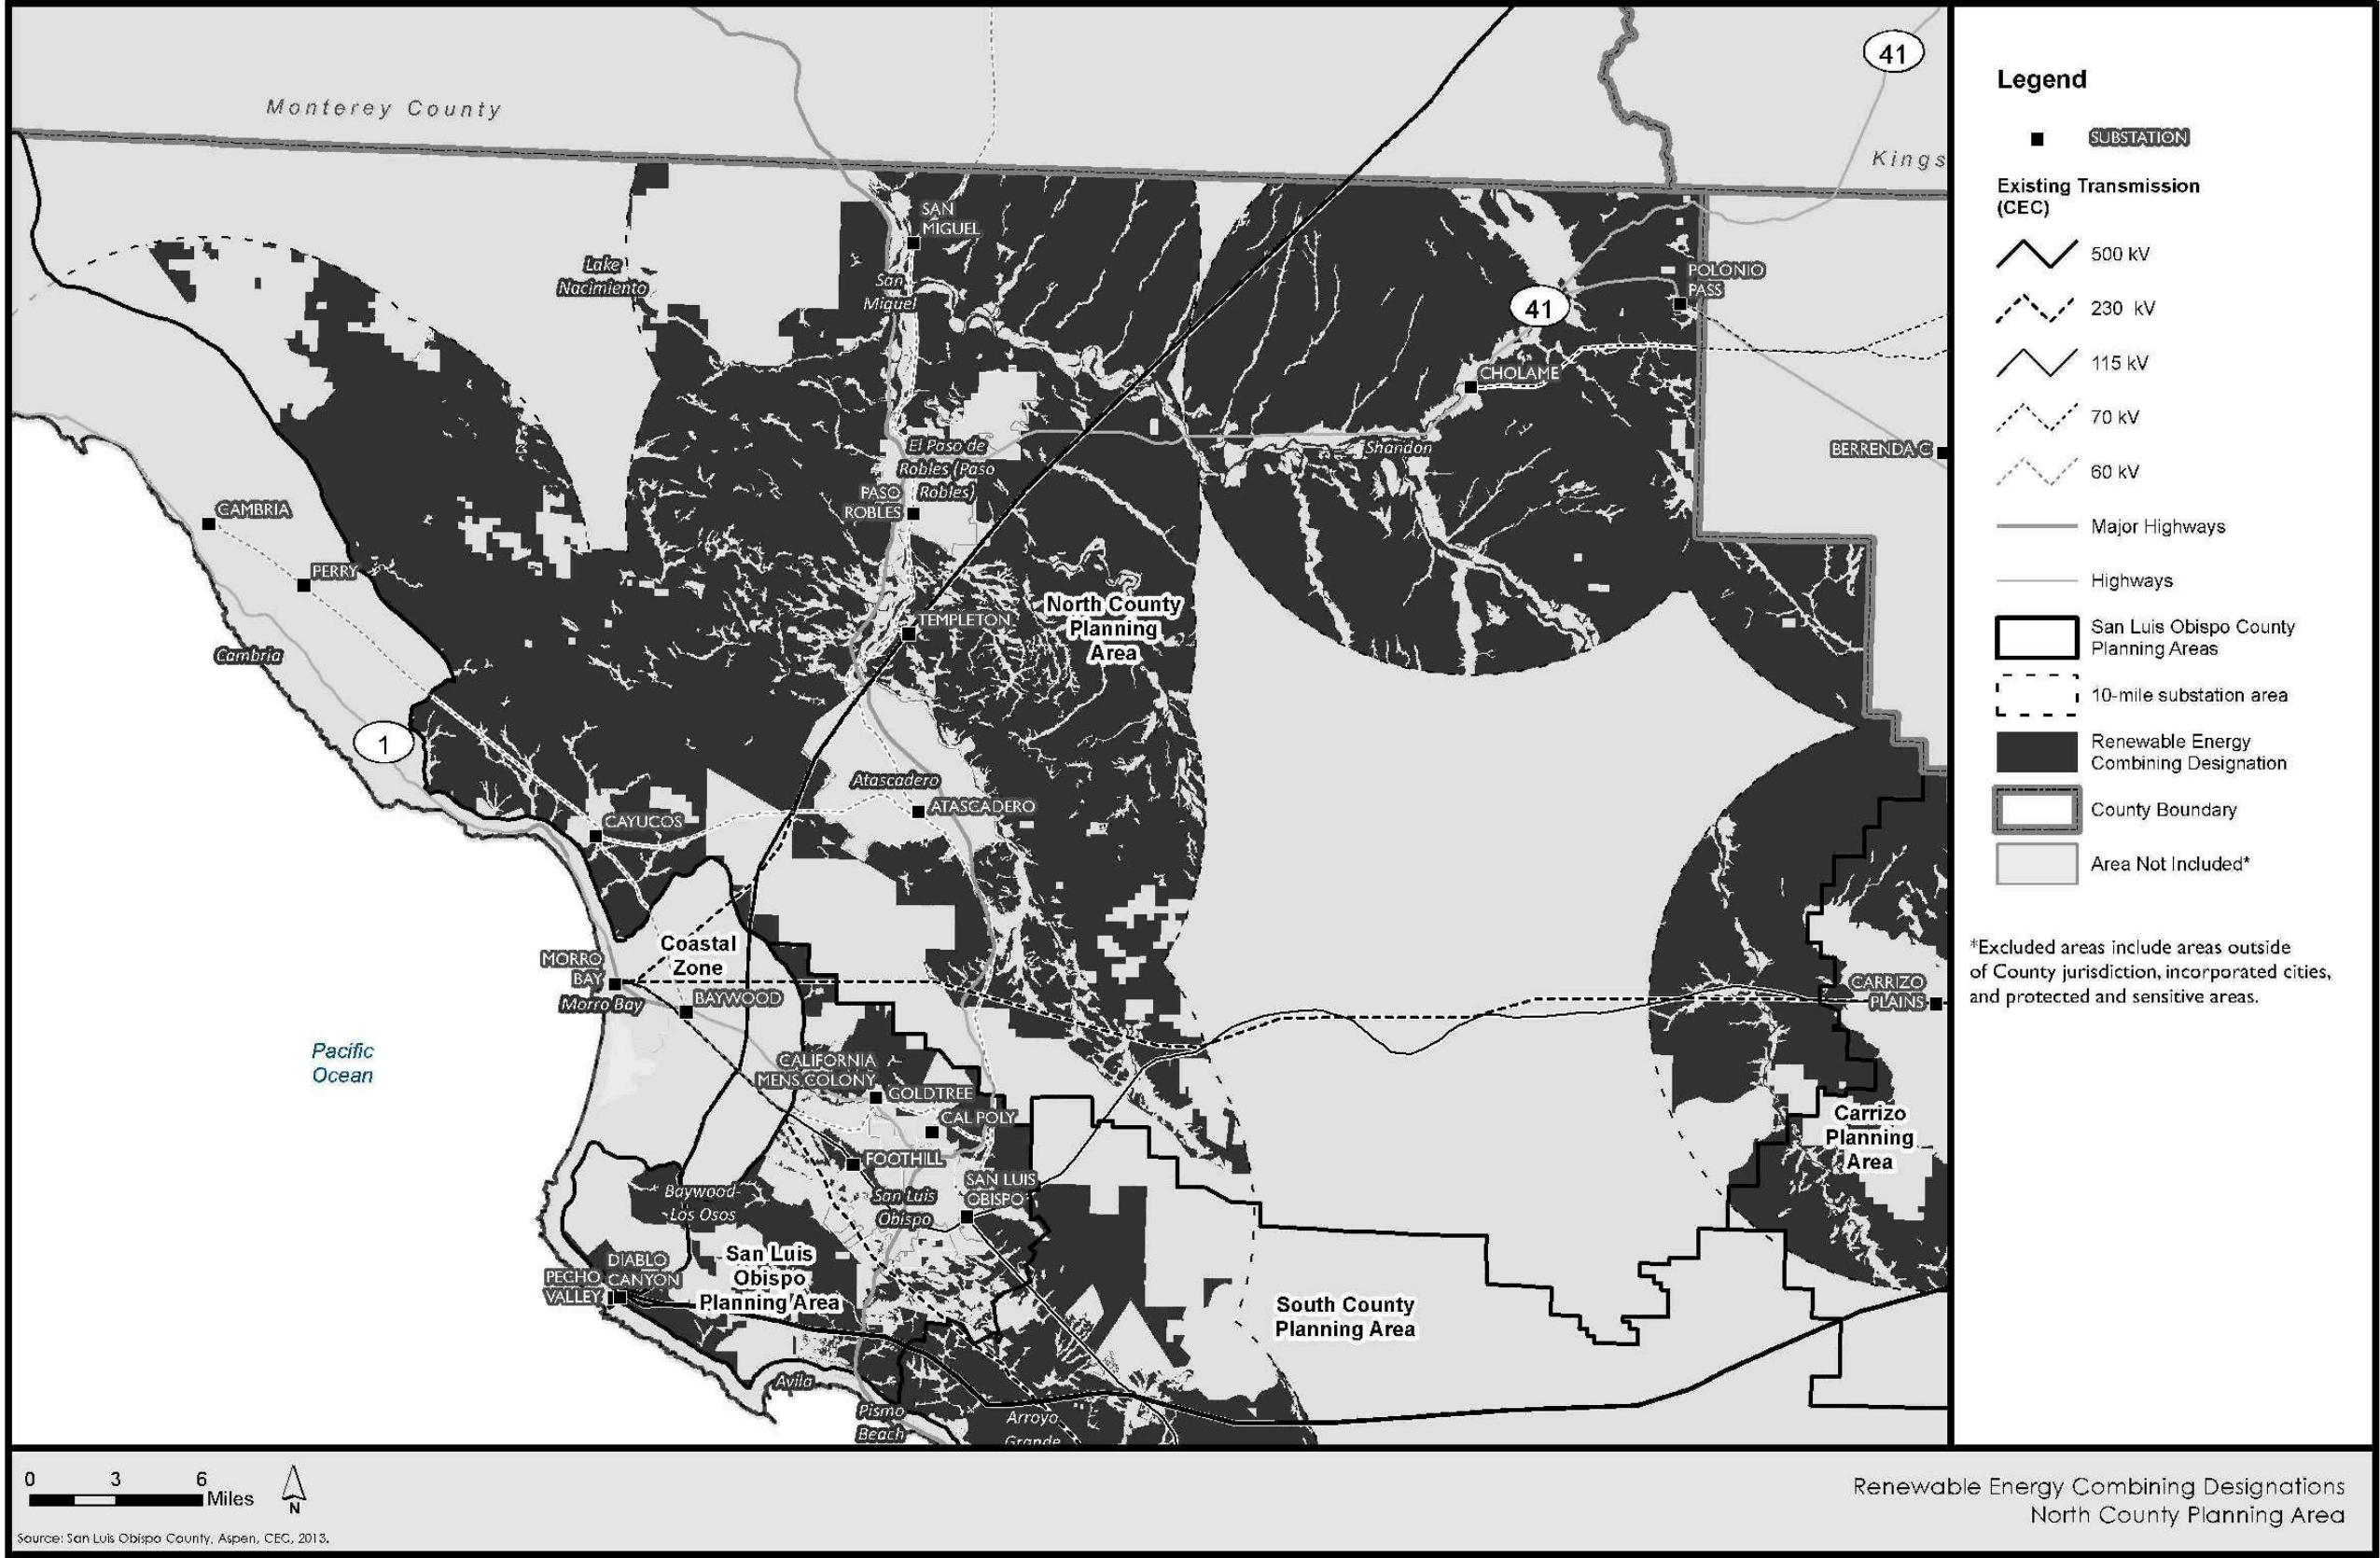 Monterey County
41
Kings
SAN
MIGUEL
San
Miguel
Lake
Nacimiento
POLONIO
PASS
41
CHOLAME
BERRENDA C
El Paso de
Robles (Paso
Robles)
Shandon
PASO
ROBLES
CAMBRIA
PERRY
Cambria
North County
Planning
Area
TEMPLETON
1
Atascadero
ATASCADERO
CAYUCOS
Coastal
Zone
MORRO
BAY
Morro Bay
BAYWOOD
CARRIZO
PLAINS
Pacific
Ocean
CALIFORNIA
MENS COLONY
GOLDTREE
CAL POLY
FOOTHILL
Carrizo
Planning
Area
SAN LUIS
OBISPO
San Luis
Obispo
Baywood-
Los Osos
DIABLO
CANYON
PECHO
VALLEY
San Luis
Obispo
Planning Area
South County
Planning Area
Avila
Pismo
Beach
Arroyo
Grande
Legend
SUBSTATION
Existing Transmission
(CEC)
500 kV
230 kV
115 kV
70 kV
60 kV
Major Highways
Highways
San Luis Obispo County
Planning Areas
10-mile substation area
Renewable Energy
Combining Designation
County Boundary
Area Not Included*
*Excluded areas include areas outside
of County jurisdiction, incorporated cities,
and protected and sensitive areas.
0 3 6
Miles
N
Source: San Luis Obispo County, Aspen, CEC, 2013.
Renewable Energy Combining Designations
North County Planning Area